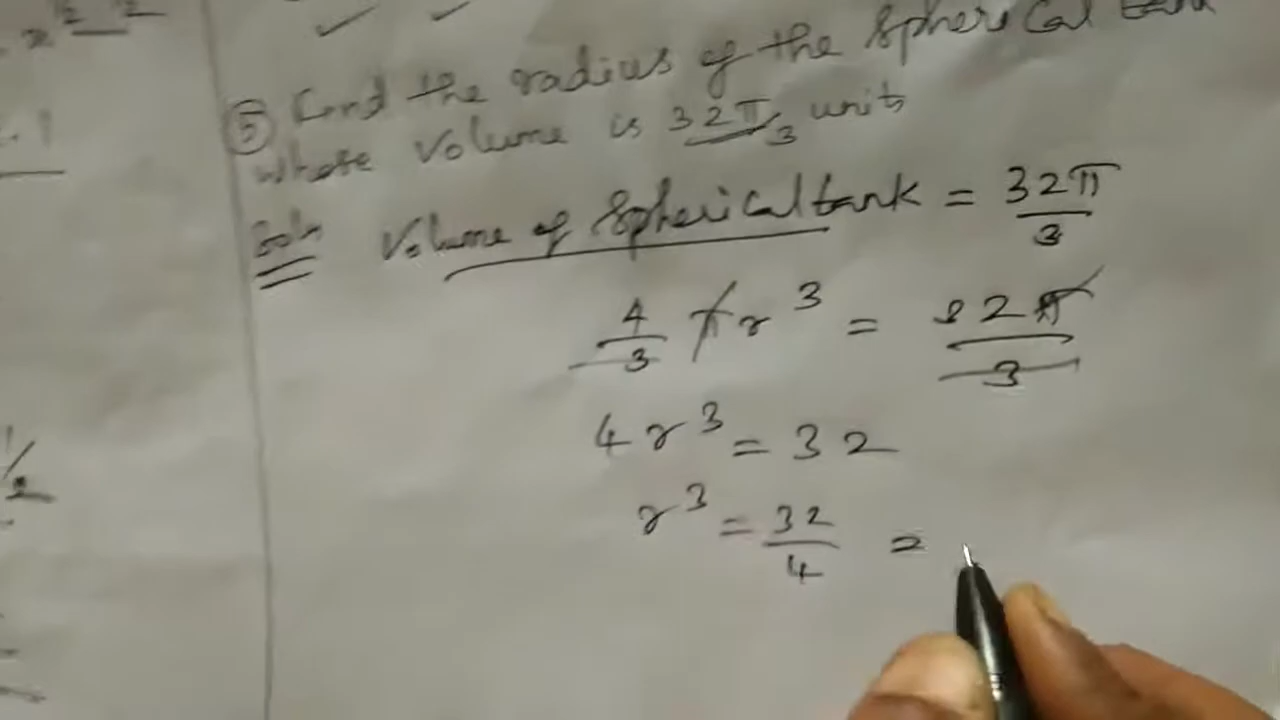 ⑤ Find the radius of the spherical tank
whose volume is 32π/3 units
Soln Volume of Spherical tank = 32π/3
4/3 πr³ = 32π/3
4r³ = 32
r³ = 32/4 =